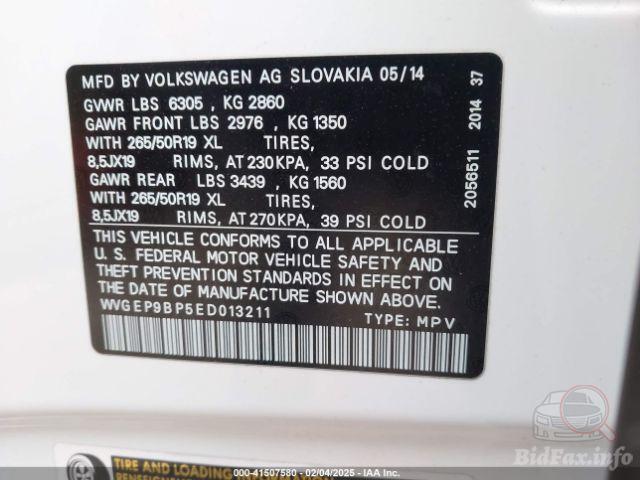 MFD BY VOLKSWAGEN AG SLOVAKIA 05/14
GVWR LBS 6305 , KG 2860
GAWR FRONT LBS 2976 , KG 1350
WITH 265/50R19 XL TIRES,
8,5JX19 RIMS, AT 230 KPA, 33 PSI COLD
GAWR REAR LBS 3439 , KG 1560
WITH 265/50R19 XL TIRES,
8,5JX19 RIMS, AT 270 KPA, 39 PSI COLD
THIS VEHICLE CONFORMS TO ALL APPLICABLE
U. S. FEDERAL MOTOR VEHICLE SAFETY AND
THEFT PREVENTION STANDARDS IN EFFECT ON
THE DATE OF MANUFACTURE SHOWN ABOVE.
WVGEP9BP5ED013211 TYPE: MPV
2056511 2014 37
TIRE AND LOADING
# 41507580 - 02/04/2025 - IAA Inc.
BidFax.info